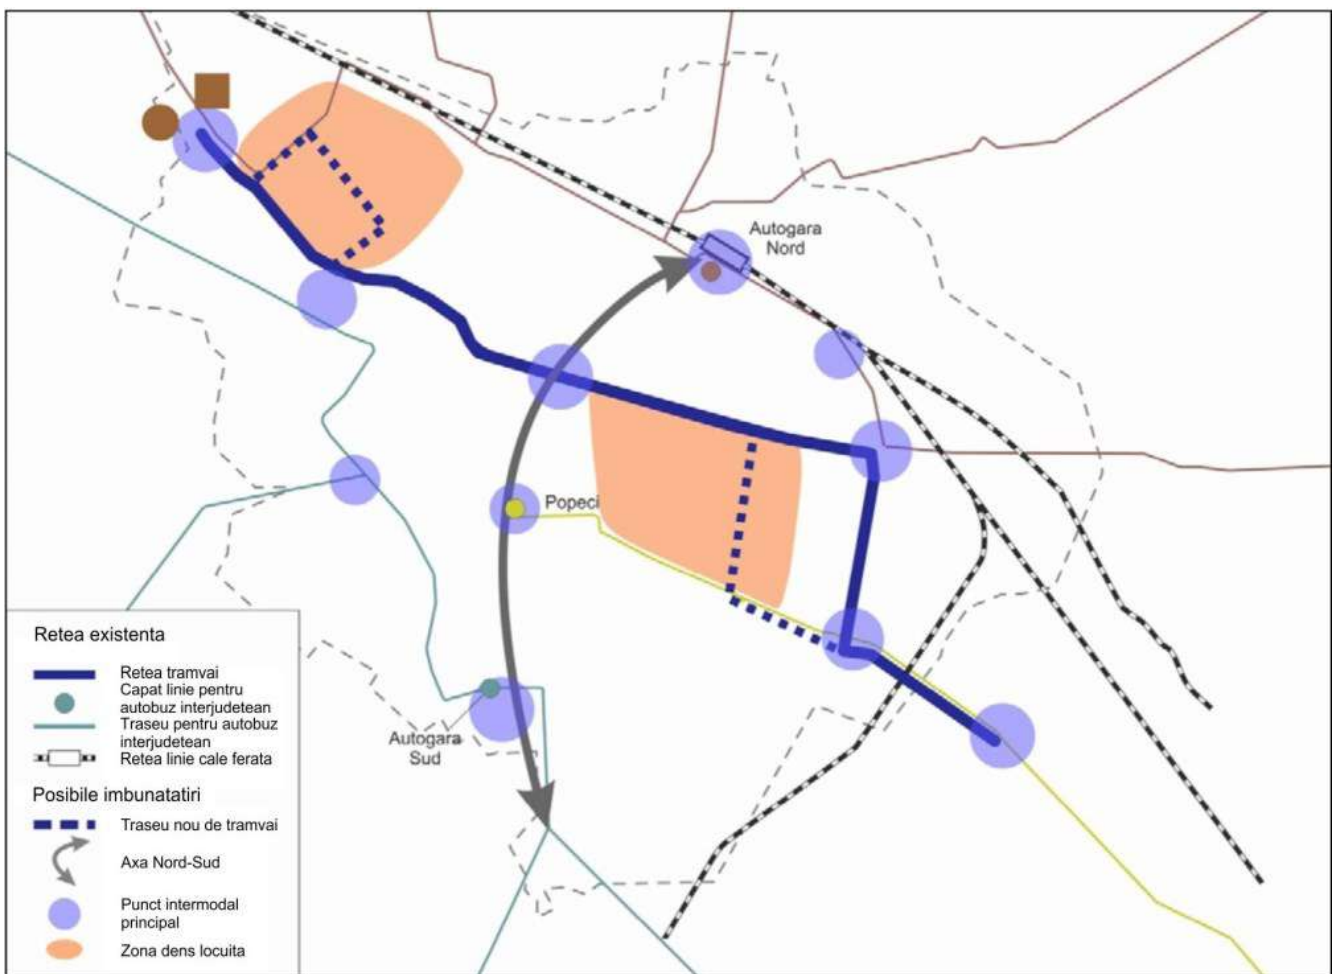 Autogara
Nord
Popeci
Autogara
Sud
Retea existenta
Retea tramvai
Capat linie pentru
autobuz interjudetean
Traseu pentru autobuz
interjudetean
Retea linie cale ferata
Posibile imbunatatiri
Traseu nou de tramvai
Axa Nord-Sud
Punct intermodal
principal
Zona dens locuita